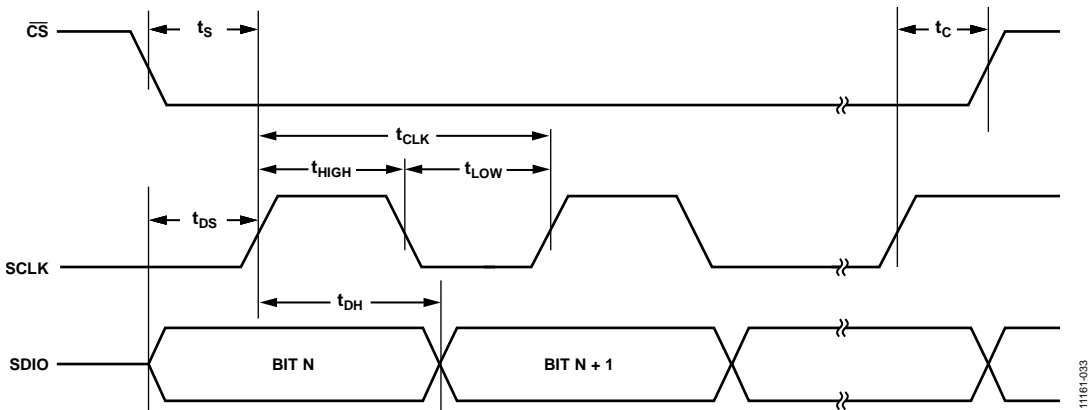 CS
tS
tC
tCLK
tHIGH
tLOW
tDS
SCLK
tDH
SDIO
BIT N
BIT N + 1
11161-033